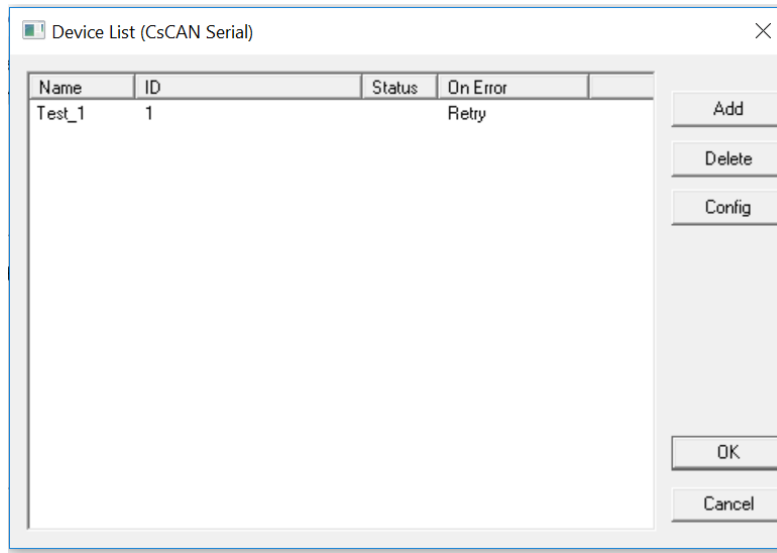 Device List (CsCAN Serial)
Name ID Status On Error
Test_1 1 Retry
Add
Delete
Config
OK
Cancel